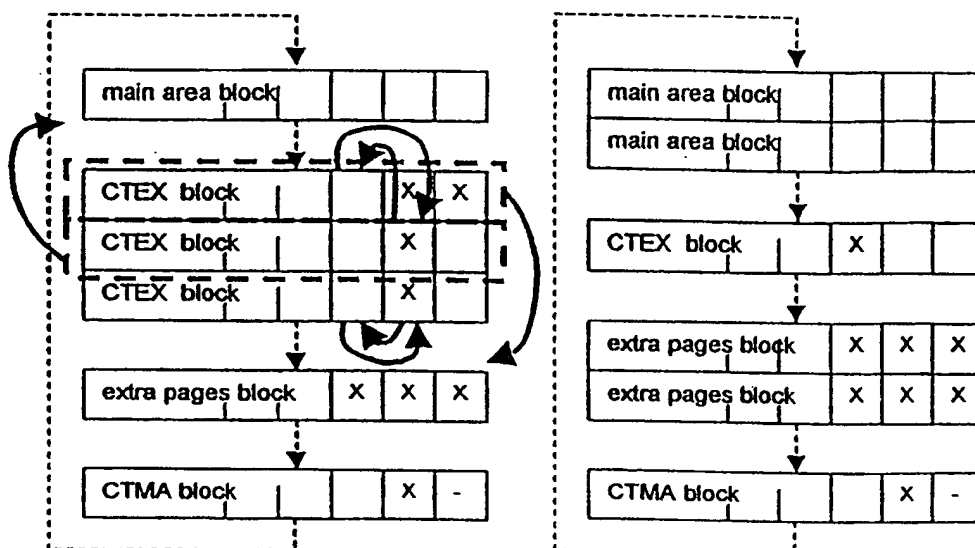 main area block
CTEX block X X
CTEX block X
CTEX block X
extra pages block X X X
CTMA block X -
main area block
main area block
CTEX block X
extra pages block X X X
extra pages block X X X
CTMA block X -